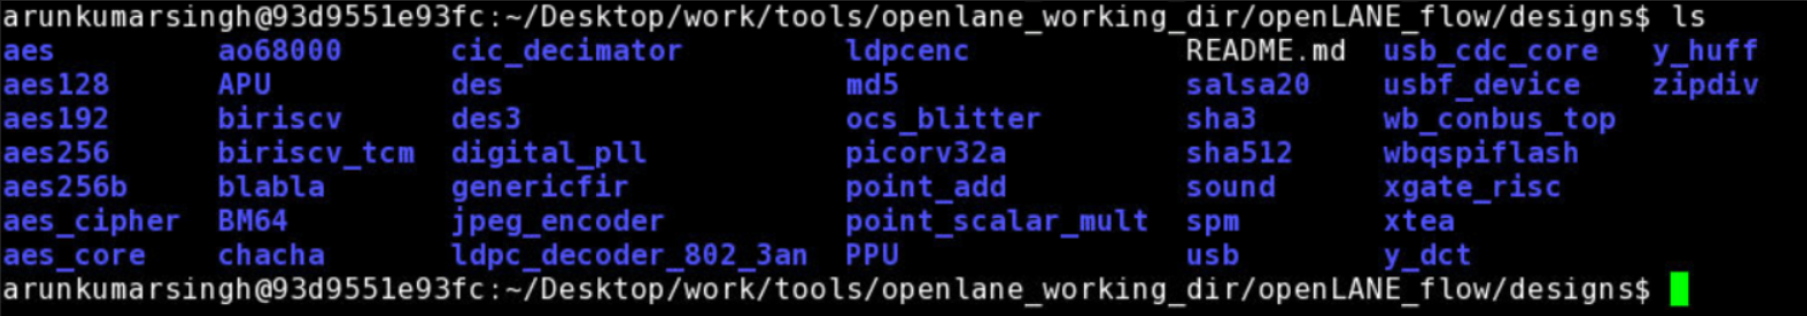 arunkumarsingh@93d9551e93fc:~/Desktop/work/tools/openlane_working_dir/openLANE_flow/designs$ ls
aes ao68000 cic_decimator ldpcenc README.md usb_cdc_core y_huff
aes128 APU des md5 salsa20 usbf_device zipdiv
aes192 biriscv des3 ocs_blitter sha3 wb_conbus_top
aes256 biriscv_tcm digital_pll picorv32a sha512 wbqspiflash
aes256b blabla genericfir point_add sound xgate_risc
aes_cipher BM64 jpeg_encoder point_scalar_mult spm xtea
aes_core chacha ldpc_decoder_802_3an PPU usb y_dct
arunkumarsingh@93d9551e93fc:~/Desktop/work/tools/openlane_working_dir/openLANE_flow/designs$